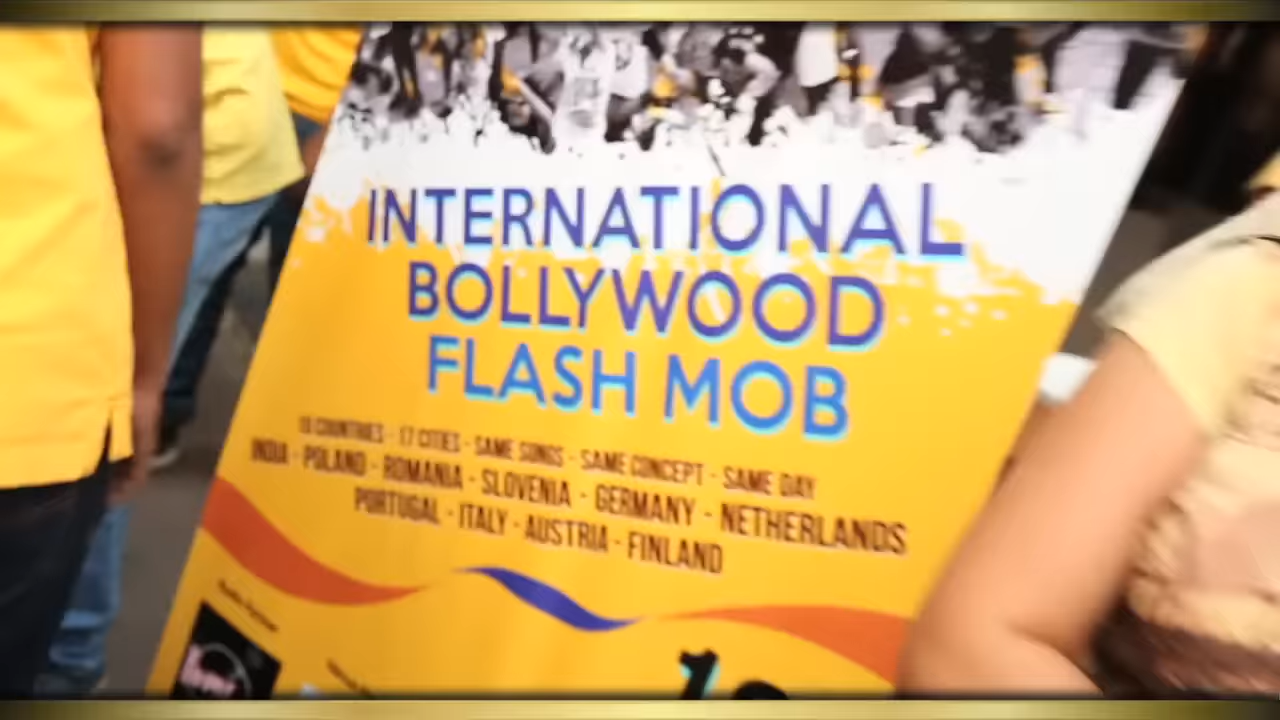 INTERNATIONAL
BOLLYWOOD
FLASH MOB
10 COUNTRIES - 17 CITIES - SAME SONGS - SAME CONCEPT - SAME DAY
INDIA - POLAND - ROMANIA - SLOVENIA - GERMANY - NETHERLANDS
PORTUGAL - ITALY - AUSTRIA - FINLAND